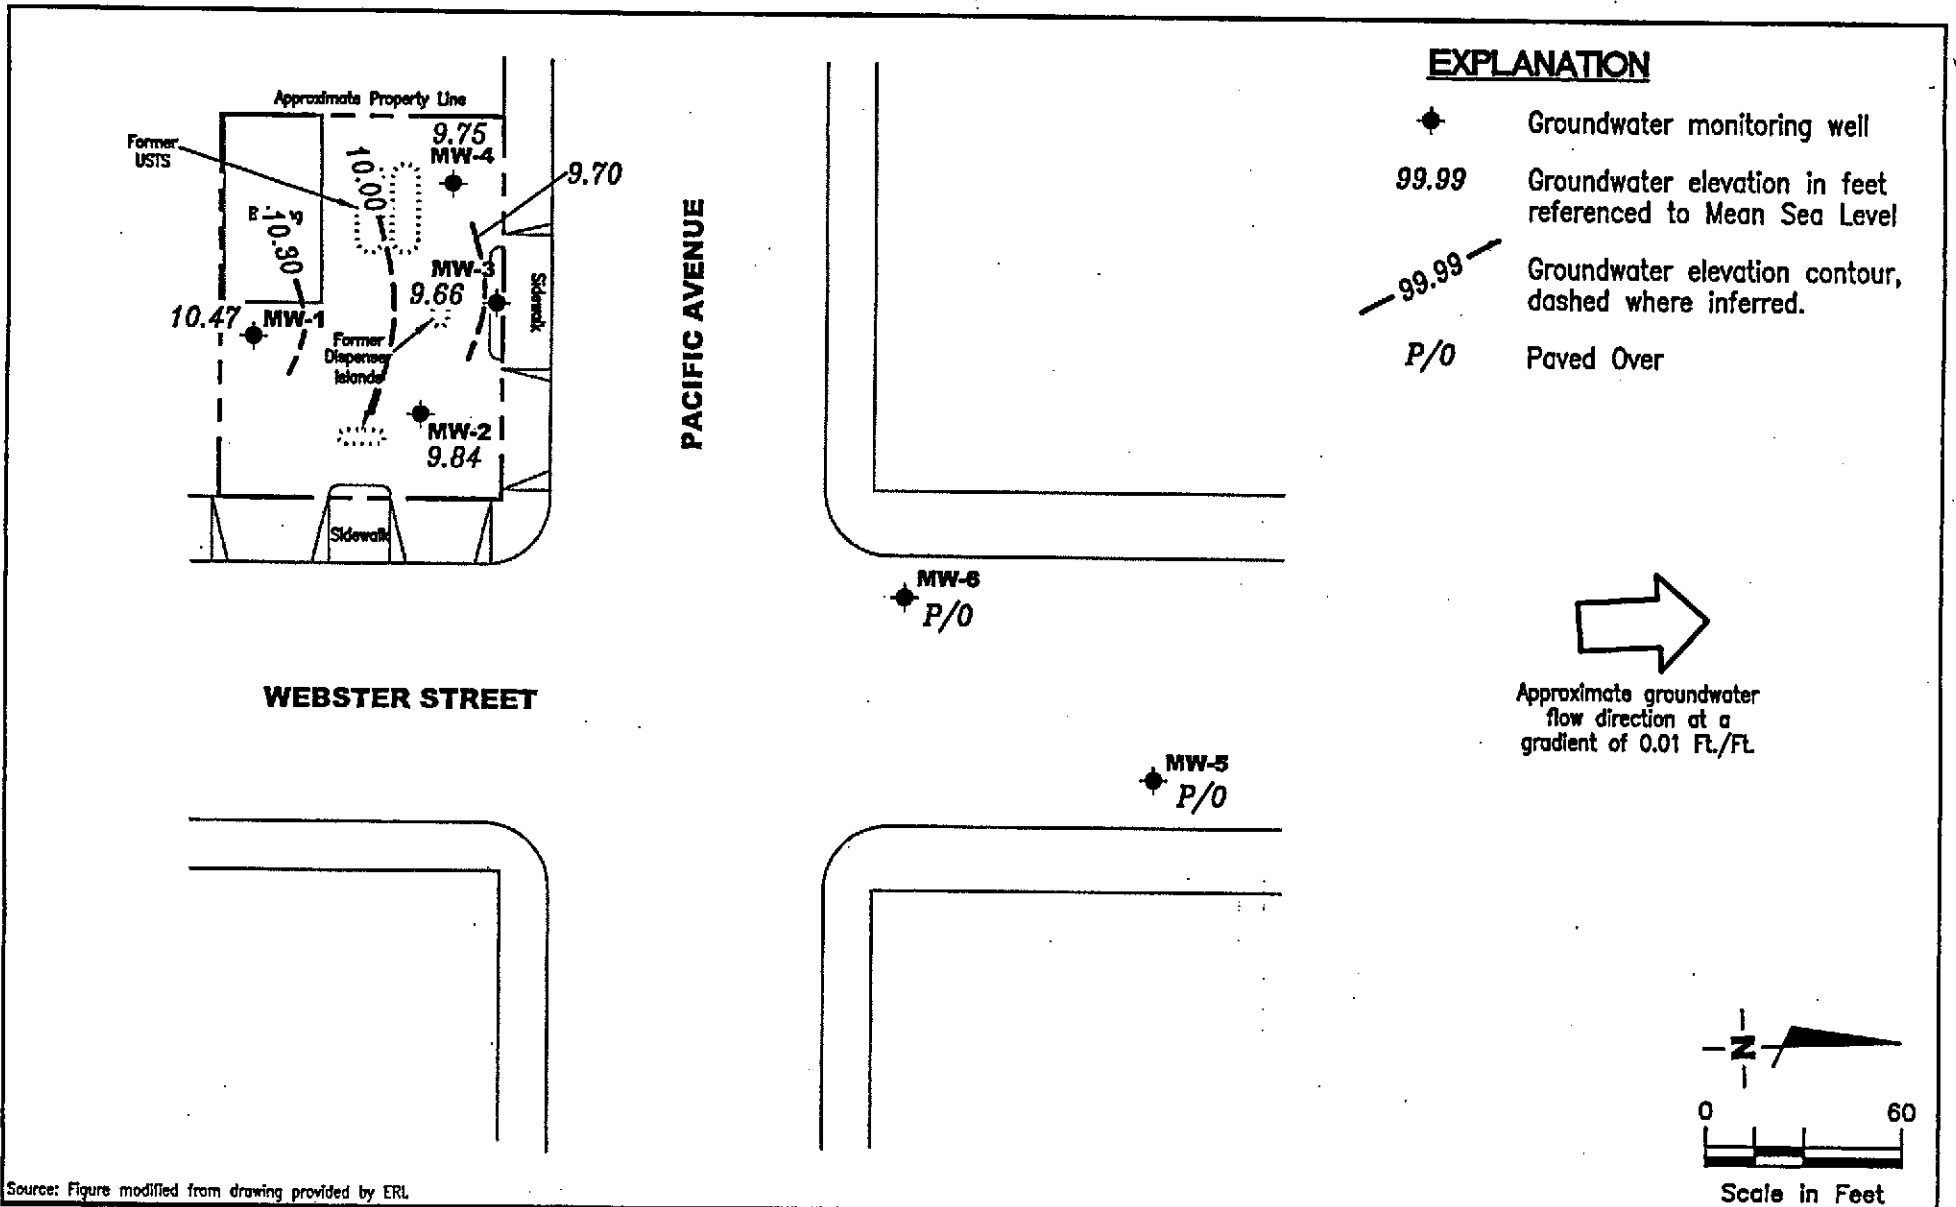 EXPLANATION
Groundwater monitoring well
99.99
Groundwater elevation in feet
referenced to Mean Sea Level
99.99
Groundwater elevation contour,
dashed where inferred.
P/O
Paved Over
Approximate Property Line
Former
USTS
9.75
MW-4
10.00
9.70
10.30
MW-3
9.66
10.47
MW-1
Former
Dispenser
Islands
Sidewalk
MW-2
9.84
Sidewalk
PACIFIC AVENUE
MW-6
P/O
WEBSTER STREET
MW-5
P/O
Approximate groundwater
flow direction at a
gradient of 0.01 Ft./Ft.
N
0 60
Scale in Feet
Source: Figure modified from drawing provided by ERI.